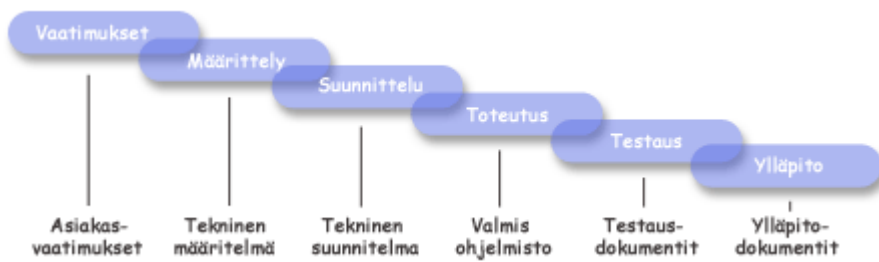 Vaatimukset
Määrittely
Suunnittelu
Toteutus
Testaus
Ylläpito
Asiakas-
vaatimukset
Tekninen
määritelmä
Tekninen
suunnitelma
Valmis
ohjelmisto
Testaus-
dokumentit
Ylläpito-
dokumentit